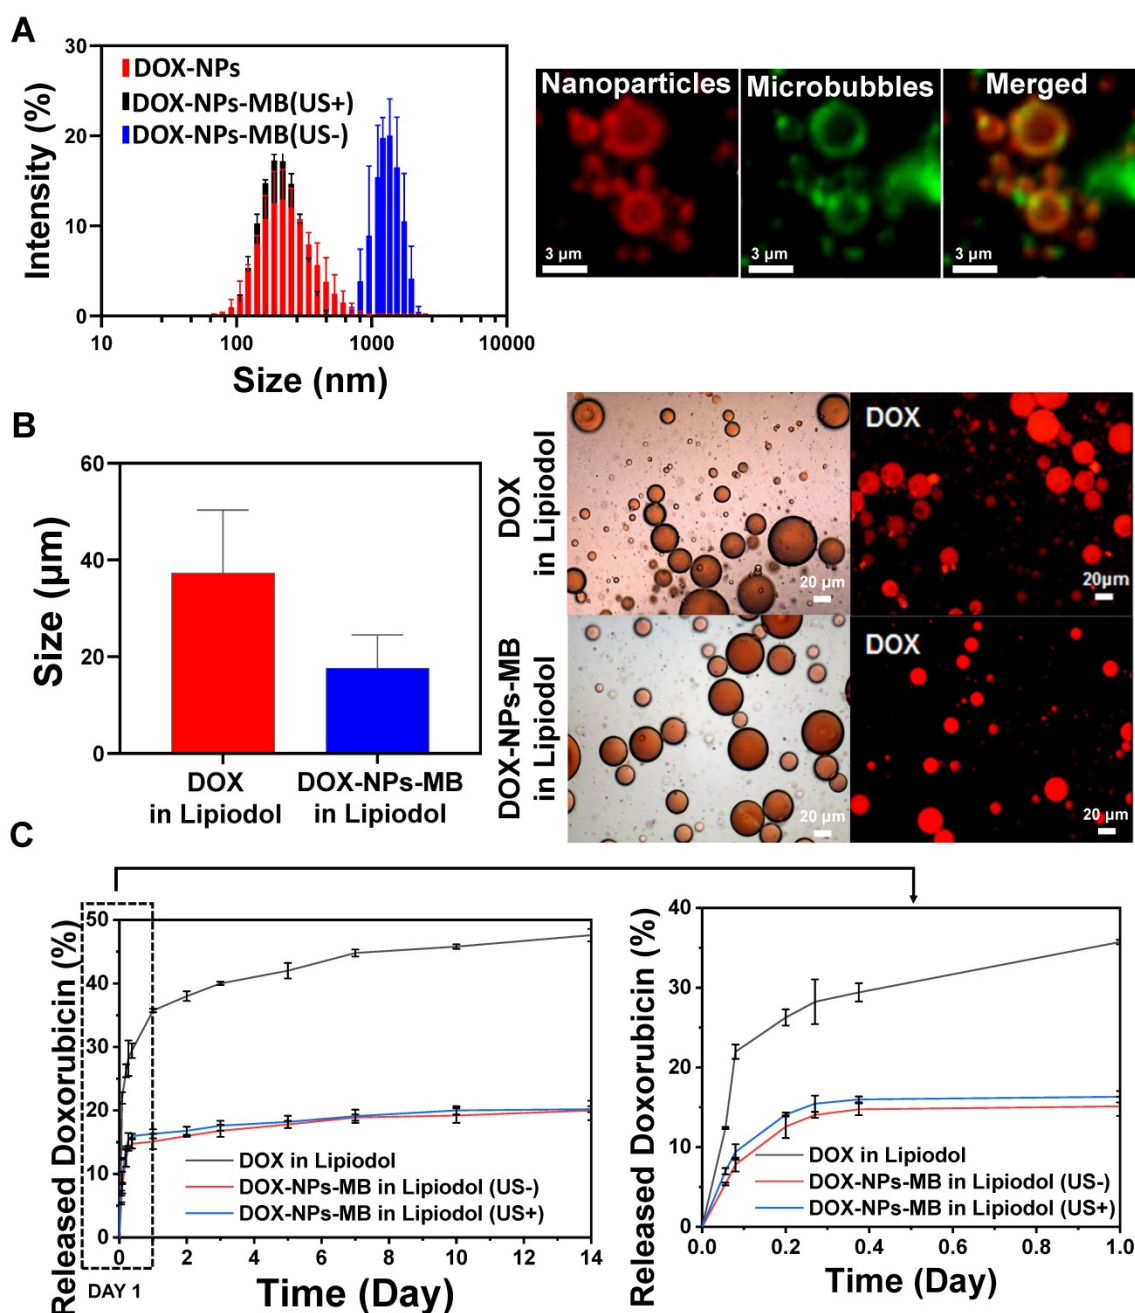 A
Intensity (%)
30
20
10
0
DOX-NPs
DOX-NPs-MB(US+)
DOX-NPs-MB(US-)
10
100
1000
10000
Size (nm)
Nanoparticles
Microbubbles
Merged
3 µm
3 µm
3 µm
B
Size (µm)
60
40
20
0
DOX
in Lipiodol
DOX-NPs-MB
in Lipiodol
DOX
in Lipiodol
20 µm
DOX
20µm
DOX-NPs-MB
in Lipiodol
20 µm
DOX
20 µm
C
Released Doxorubicin (%)
50
40
30
20
10
0
DOX in Lipiodol
DOX-NPs-MB in Lipiodol (US-)
DOX-NPs-MB in Lipiodol (US+)
0
2
4
6
8
10
12
14
DAY 1
Time (Day)
Released Doxorubicin (%)
40
30
20
10
0
DOX in Lipiodol
DOX-NPs-MB in Lipiodol (US-)
DOX-NPs-MB in Lipiodol (US+)
0.0
0.2
0.4
0.6
0.8
1.0
Time (Day)